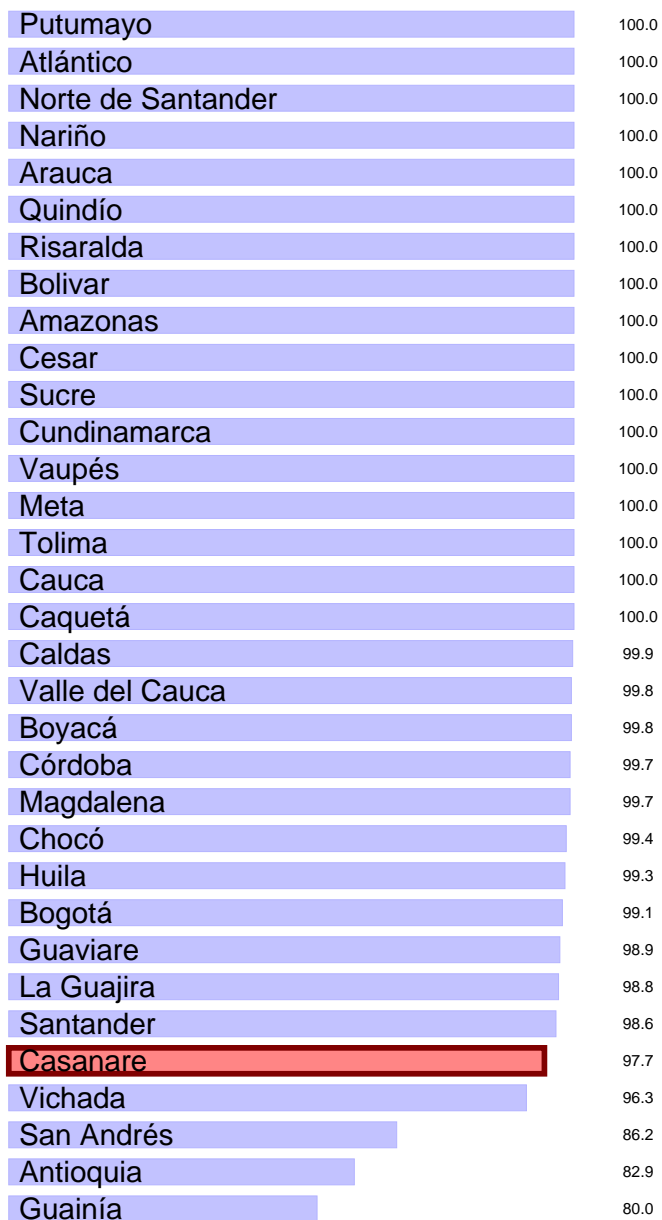 Putumayo 100.0
Atlántico 100.0
Norte de Santander 100.0
Nariño 100.0
Arauca 100.0
Quindío 100.0
Risaralda 100.0
Bolivar 100.0
Amazonas 100.0
Cesar 100.0
Sucre 100.0
Cundinamarca 100.0
Vaupés 100.0
Meta 100.0
Tolima 100.0
Cauca 100.0
Caquetá 100.0
Caldas 99.9
Valle del Cauca 99.8
Boyacá 99.8
Córdoba 99.7
Magdalena 99.7
Chocó 99.4
Huila 99.3
Bogotá 99.1
Guaviare 98.9
La Guajira 98.8
Santander 98.6
Casanare 97.7
Vichada 96.3
San Andrés 86.2
Antioquia 82.9
Guainía 80.0